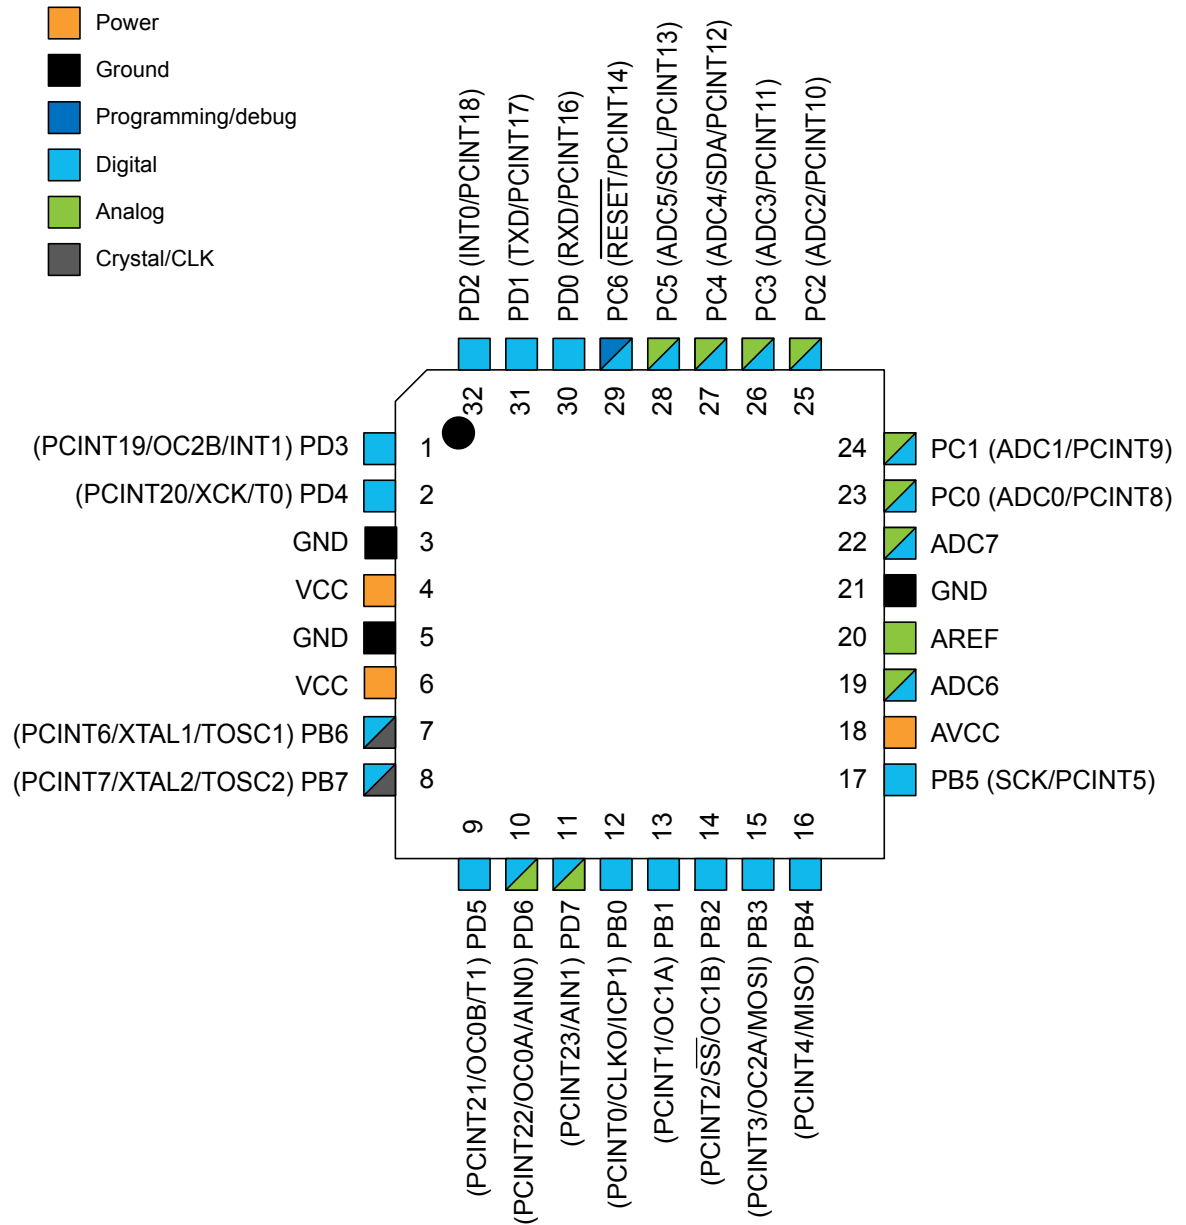 Power
Ground
Programming/debug
Digital
Analog
Crystal/CLK
PD2 (INT0/PCINT18)
PD1 (TXD/PCINT17)
PD0 (RXD/PCINT16)
PC6 (RESET/PCINT14)
PC5 (ADC5/SCL/PCINT13)
PC4 (ADC4/SDA/PCINT12)
PC3 (ADC3/PCINT11)
PC2 (ADC2/PCINT10)
32
31
30
29
28
27
26
25
(PCINT19/OC2B/INT1) PD3 1
(PCINT20/XCK/T0) PD4 2
GND 3
VCC 4
GND 5
VCC 6
(PCINT6/XTAL1/TOSC1) PB6 7
(PCINT7/XTAL2/TOSC2) PB7 8
24 PC1 (ADC1/PCINT9)
23 PC0 (ADC0/PCINT8)
22 ADC7
21 GND
20 AREF
19 ADC6
18 AVCC
17 PB5 (SCK/PCINT5)
9
10
11
12
13
14
15
16
(PCINT21/OC0B/T1) PD5
(PCINT22/OC0A/AIN0) PD6
(PCINT23/AIN1) PD7
(PCINT0/CLKO/ICP1) PB0
(PCINT1/OC1A) PB1
(PCINT2/SS/OC1B) PB2
(PCINT3/OC2A/MOSI) PB3
(PCINT4/MISO) PB4